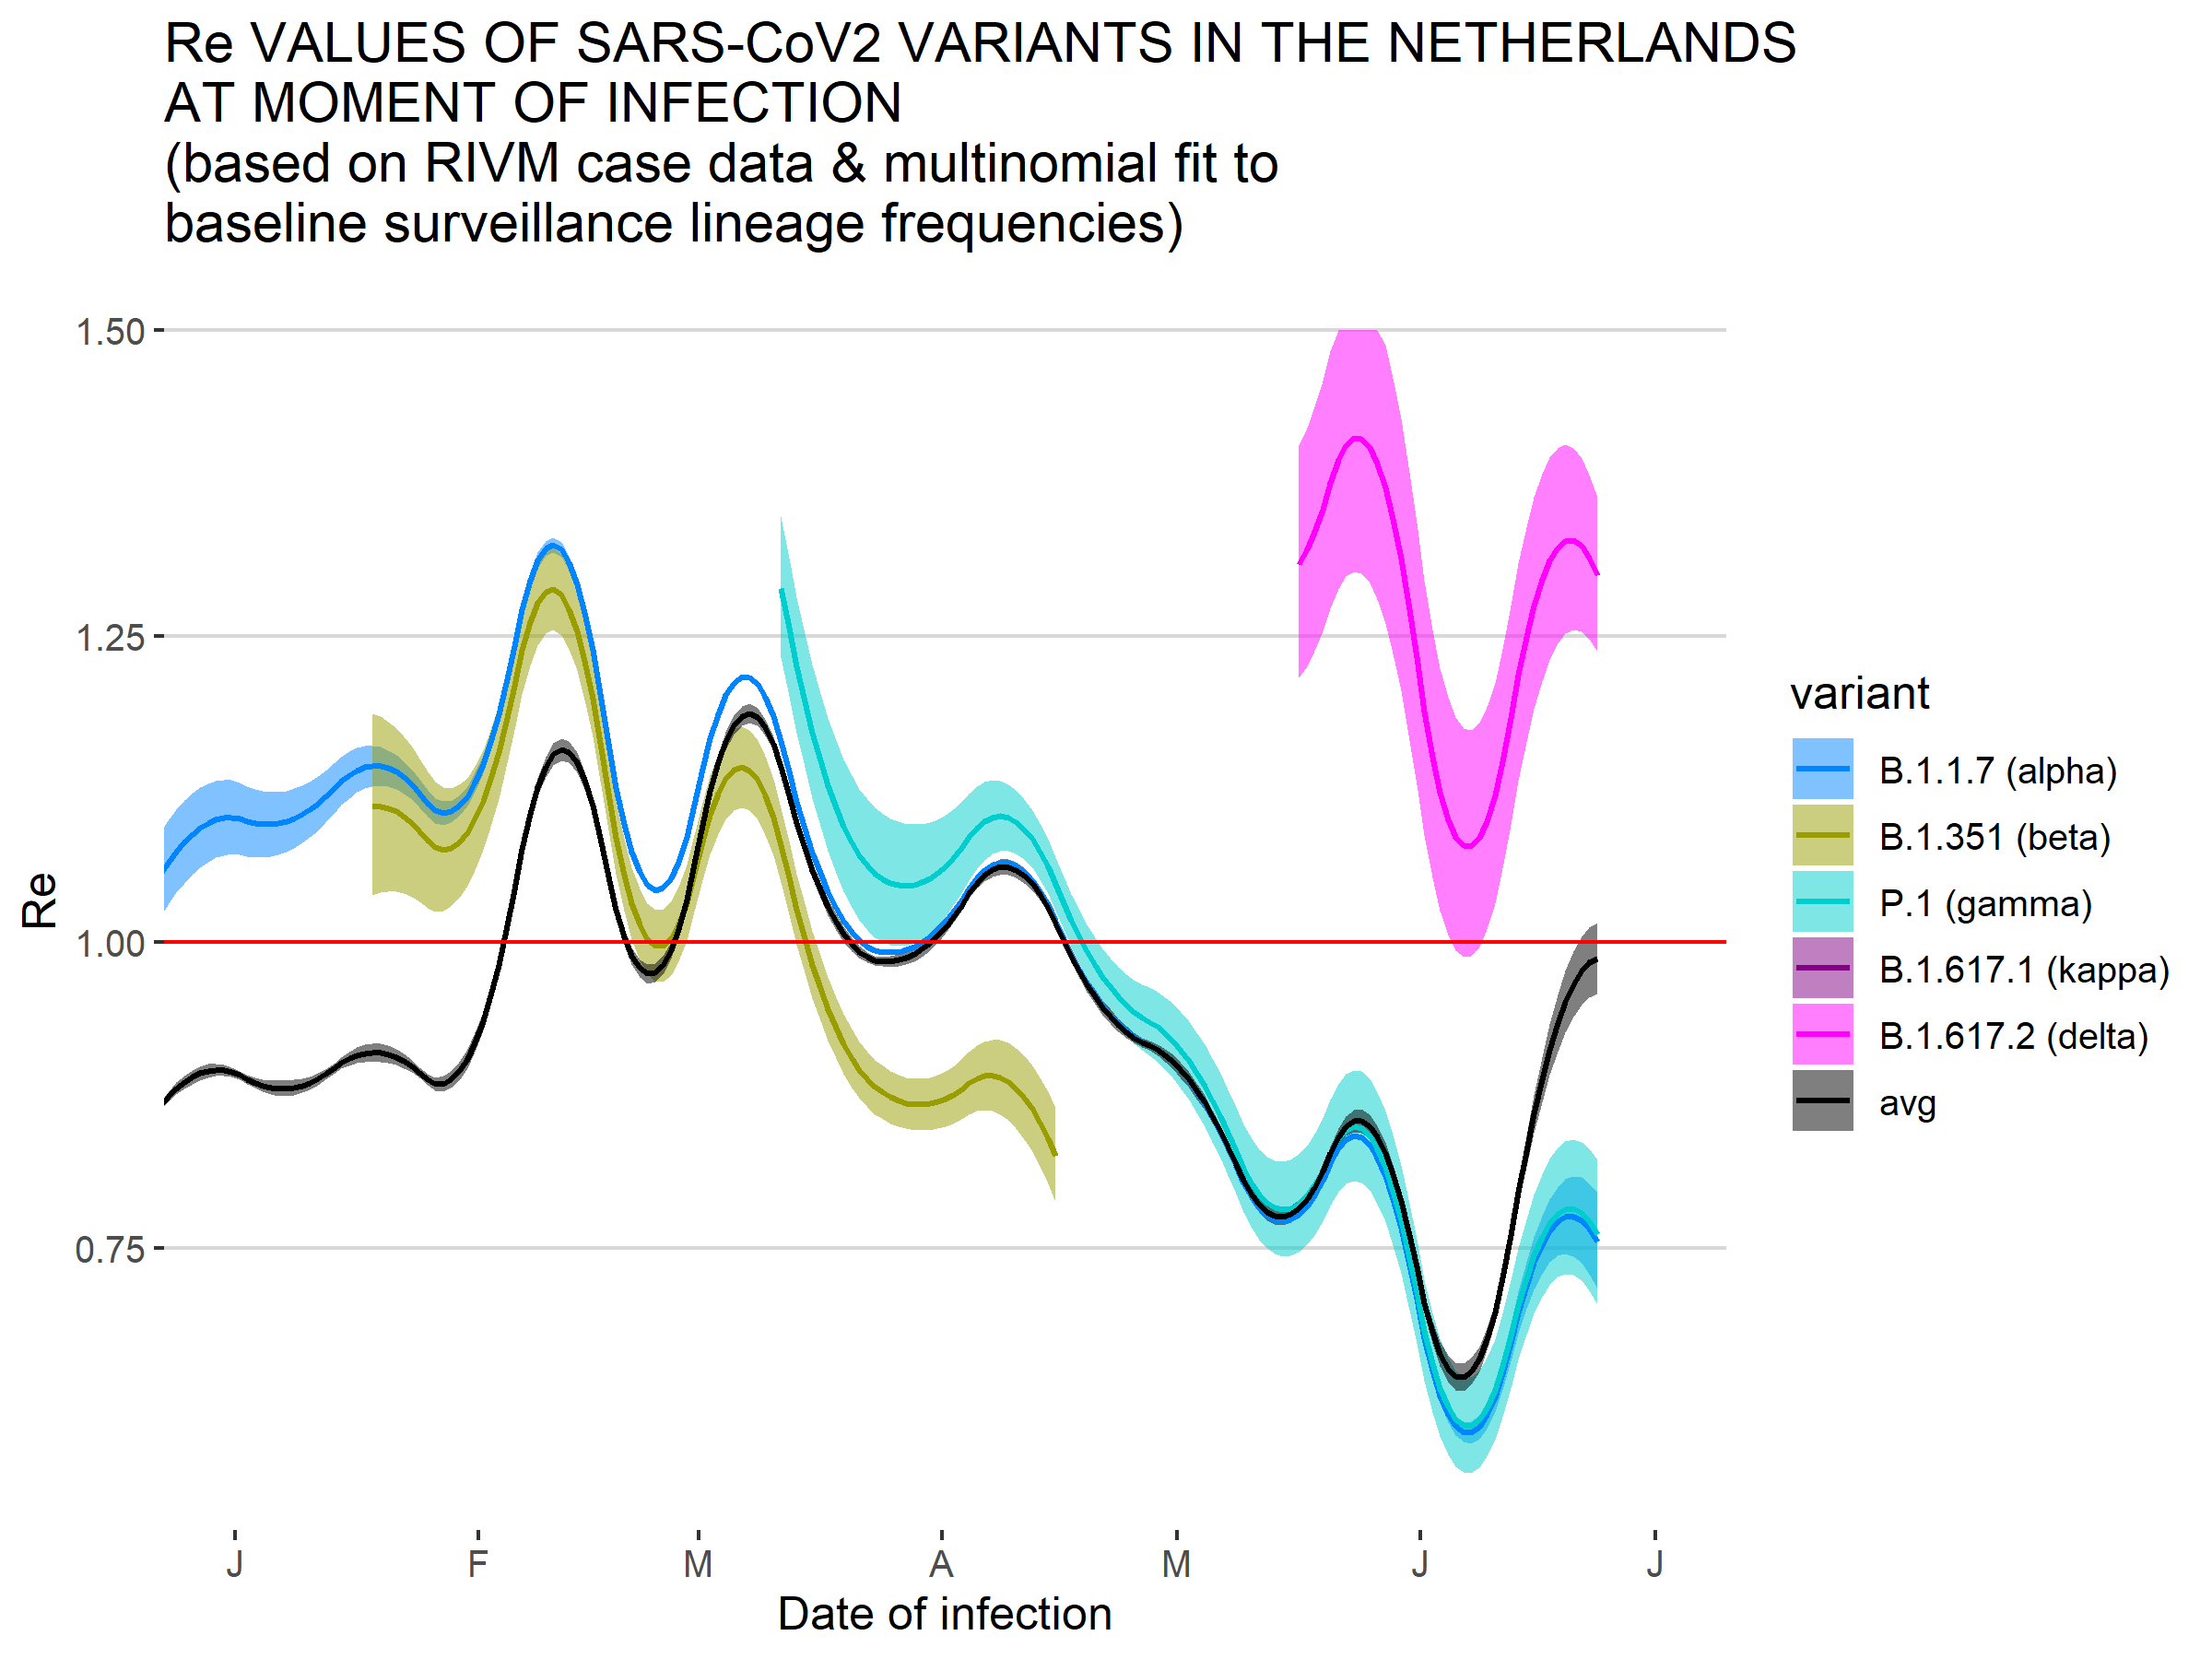 Re VALUES OF SARS-CoV2 VARIANTS IN THE NETHERLANDS
AT MOMENT OF INFECTION
(based on RIVM case data & multinomial fit to
baseline surveillance lineage frequencies)
1.50
1.25
1.00
0.75
Re
J F M A M J J
Date of infection
variant
B.1.1.7 (alpha)
B.1.351 (beta)
P.1 (gamma)
B.1.617.1 (kappa)
B.1.617.2 (delta)
avg